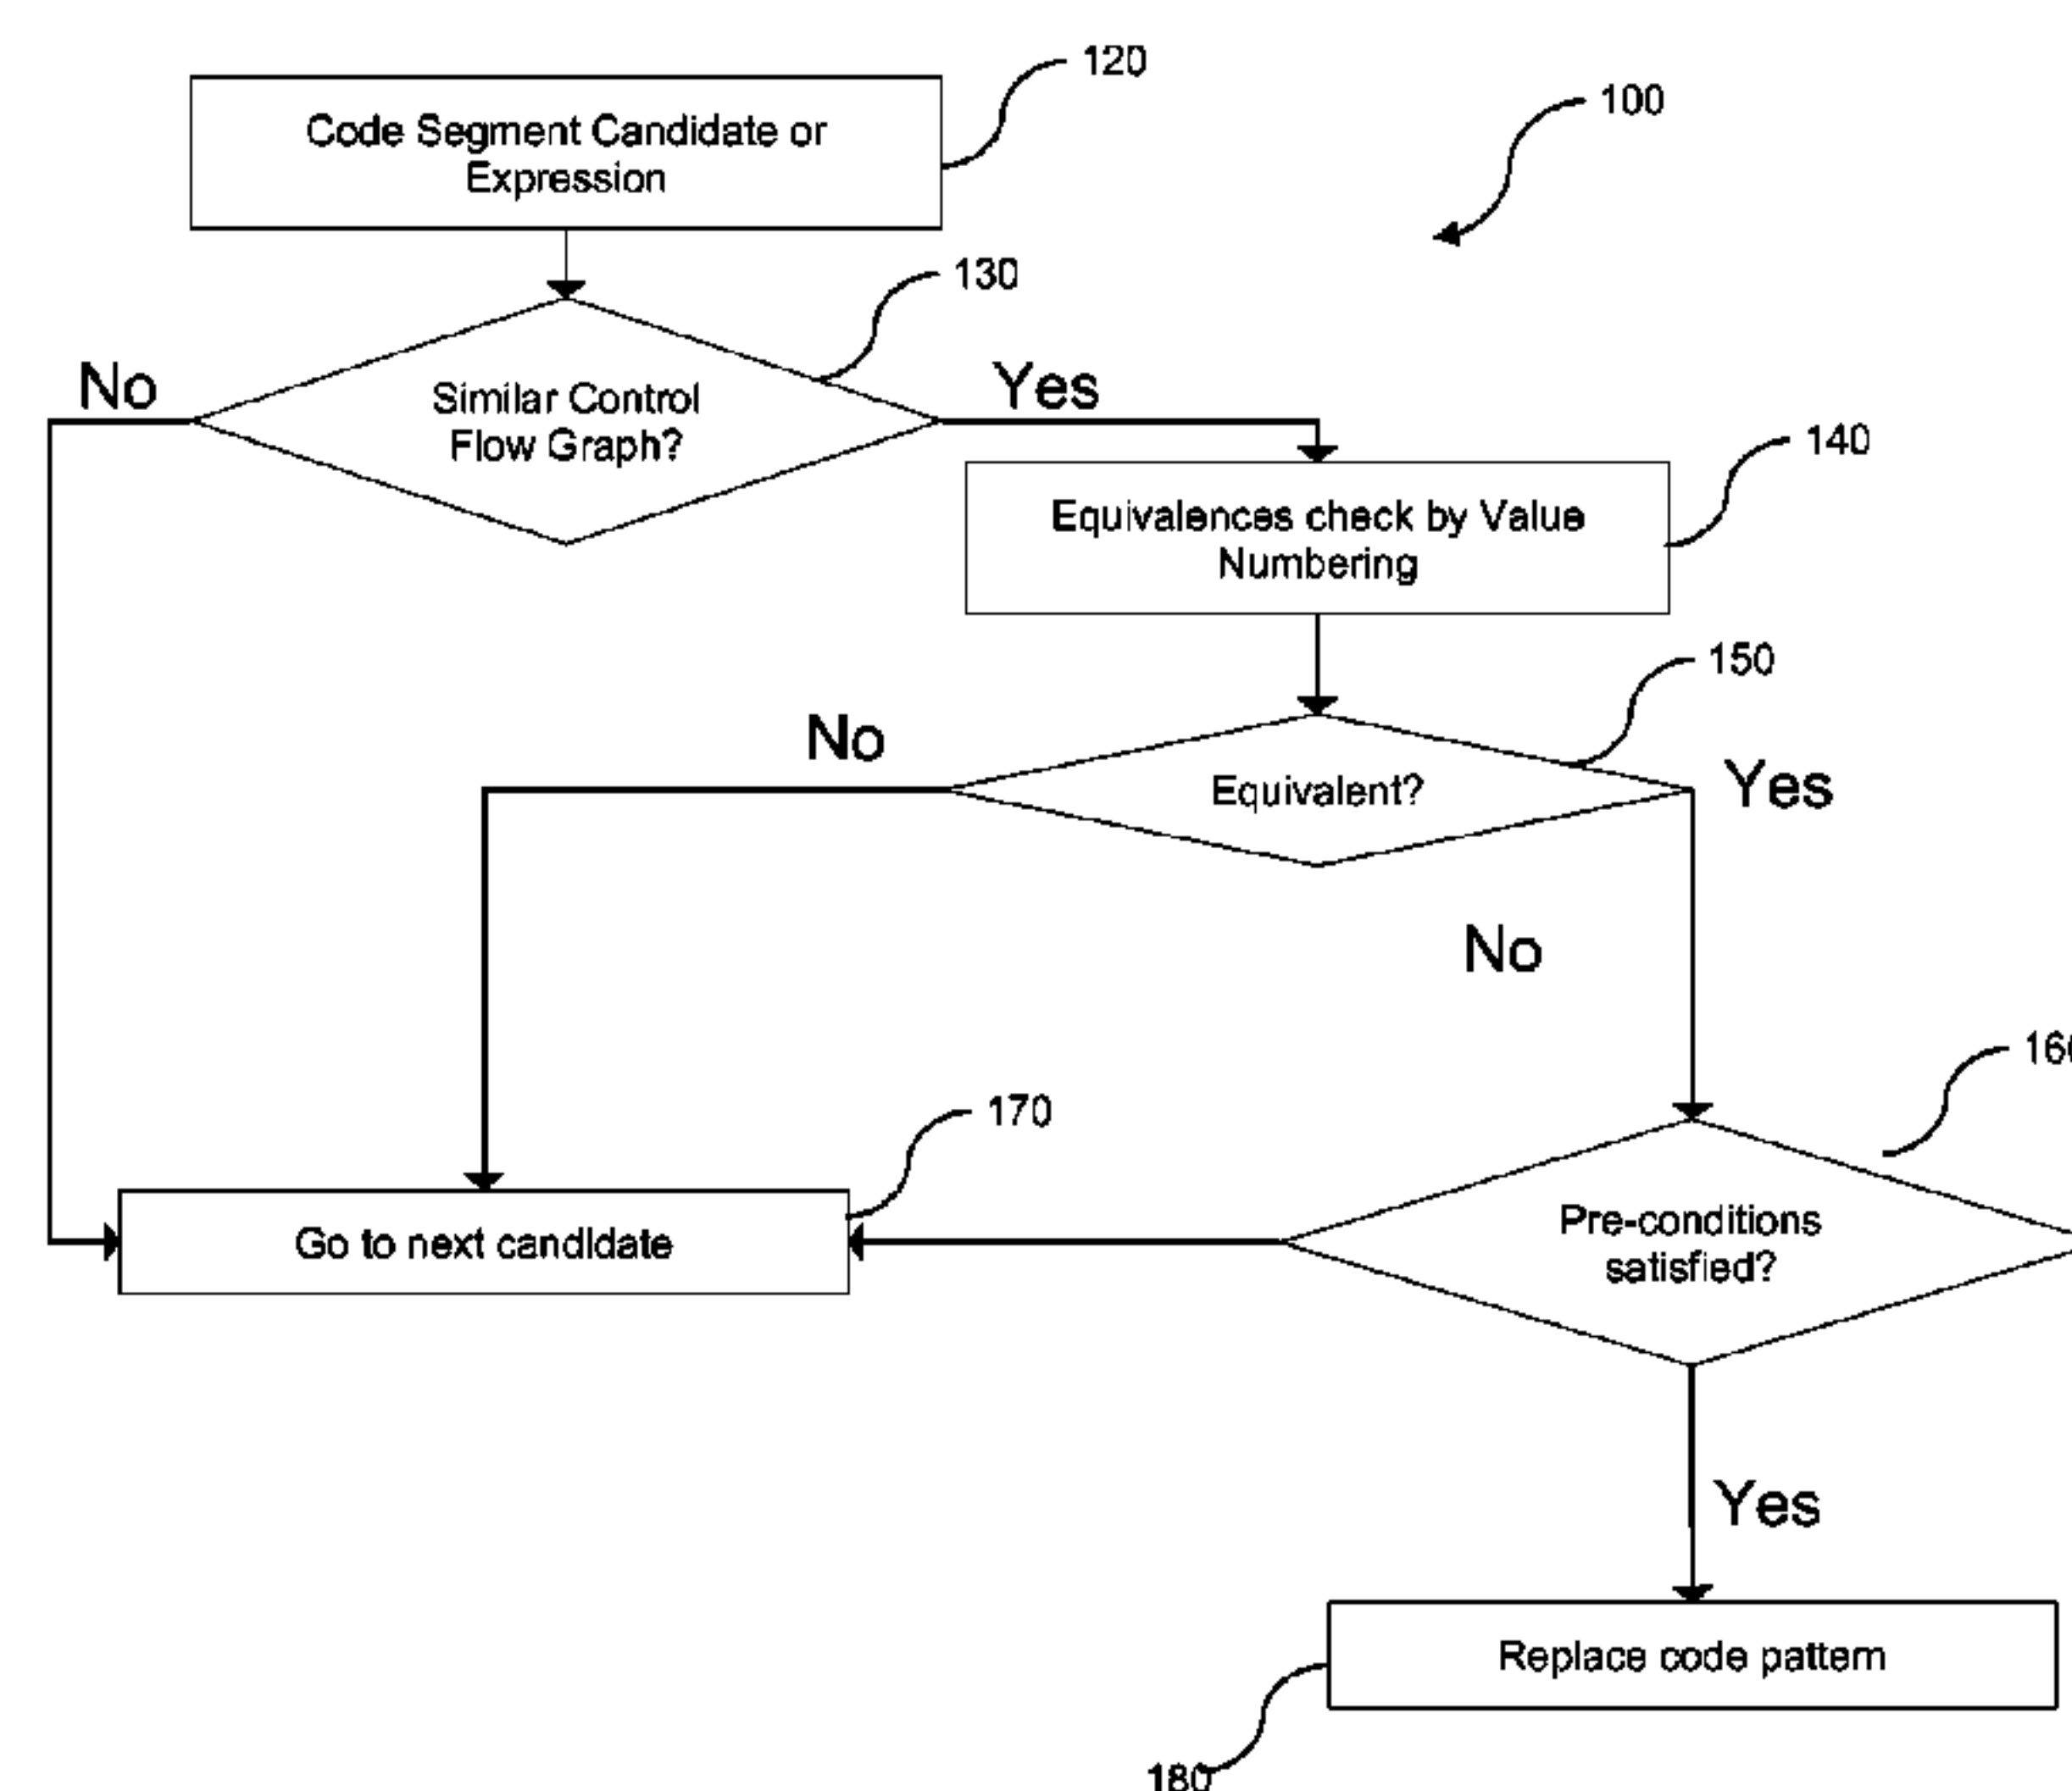 120
100
Code Segment Candidate or
Expression
130
No
Similar Control
Flow Graph?
Yes
140
Equivalences check by Value
Numbering
150
No
Equivalent?
Yes
No
160
170
Go to next candidate
Pre-conditions
satisfied?
Yes
Replace code pattern
180